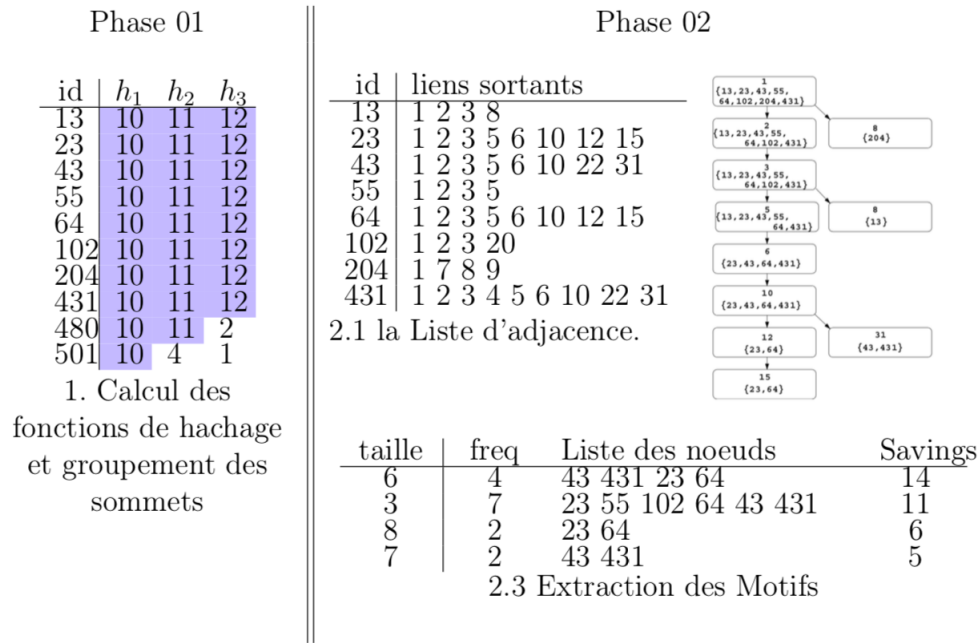 Phase 01
id h1 h2 h3
13 10 11 12
23 10 11 12
43 10 11 12
55 10 11 12
64 10 11 12
102 10 11 12
204 10 11 12
431 10 11 12
480 10 11 2
501 10 4 1
1. Calcul des
fonctions de hachage
et groupement des
sommets
Phase 02
id liens sortants
13 1 2 3 8
23 1 2 3 5 6 10 12 15
43 1 2 3 5 6 10 22 31
55 1 2 3 5
64 1 2 3 5 6 10 12 15
102 1 2 3 20
204 1 7 8 9
431 1 2 3 4 5 6 10 22 31
2.1 la Liste d'adjacence.
1
{13,23,43,55,
64,102,204,431}
2
{13,23,43,55,
64,102,431}
8
{204}
3
{13,23,43,55,
64,102,431}
5
{13,23,43,55,
64,431}
8
{13}
6
{23,43,64,431}
10
{23,43,64,431}
12
{23,64}
31
{43,431}
15
{23,64}
taille freq Liste des noeuds Savings
6 4 43 431 23 64 14
3 7 23 55 102 64 43 431 11
8 2 23 64 6
7 2 43 431 5
2.3 Extraction des Motifs